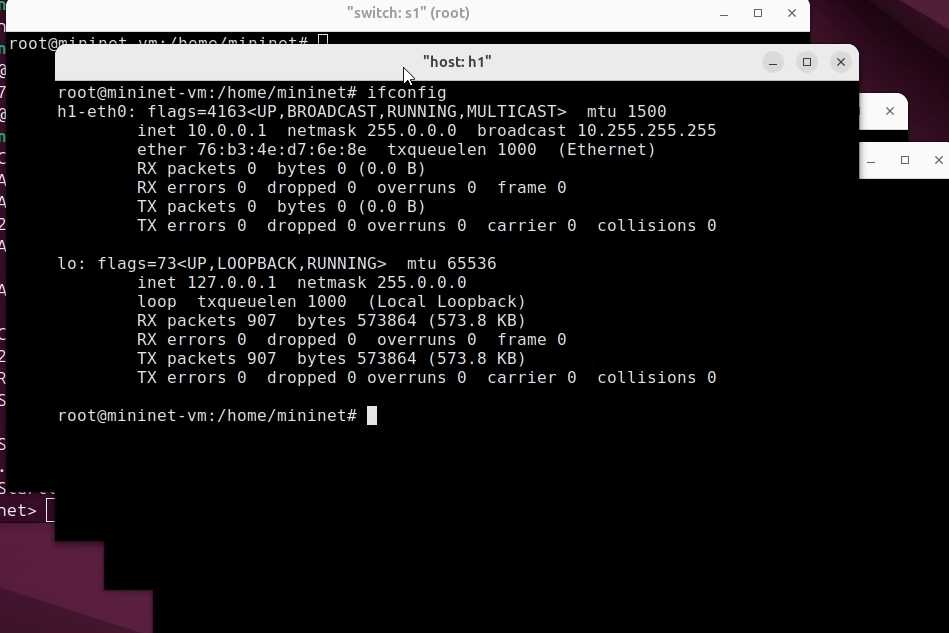 "switch: s1" (root)
root@mininet-vm:/home/mininet#
"host: h1"
root@mininet-vm:/home/mininet# ifconfig
h1-eth0: flags=4163<UP,BROADCAST,RUNNING,MULTICAST>  mtu 1500
        inet 10.0.0.1  netmask 255.0.0.0  broadcast 10.255.255.255
        ether 76:b3:4e:d7:6e:8e  txqueuelen 1000  (Ethernet)
        RX packets 0  bytes 0 (0.0 B)
        RX errors 0  dropped 0  overruns 0  frame 0
        TX packets 0  bytes 0 (0.0 B)
        TX errors 0  dropped 0 overruns 0  carrier 0  collisions 0
lo: flags=73<UP,LOOPBACK,RUNNING>  mtu 65536
        inet 127.0.0.1  netmask 255.0.0.0
        loop  txqueuelen 1000  (Local Loopback)
        RX packets 907  bytes 573864 (573.8 KB)
        RX errors 0  dropped 0  overruns 0  frame 0
        TX packets 907  bytes 573864 (573.8 KB)
        TX errors 0  dropped 0 overruns 0  carrier 0  collisions 0
root@mininet-vm:/home/mininet#
net>